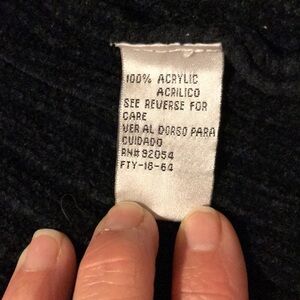 100% ACRYLIC
ACRILICO
SEE REVERSE FOR
CARE
VER AL DORSO PARA
CUIDADO
RN#92054
FTY-18-64